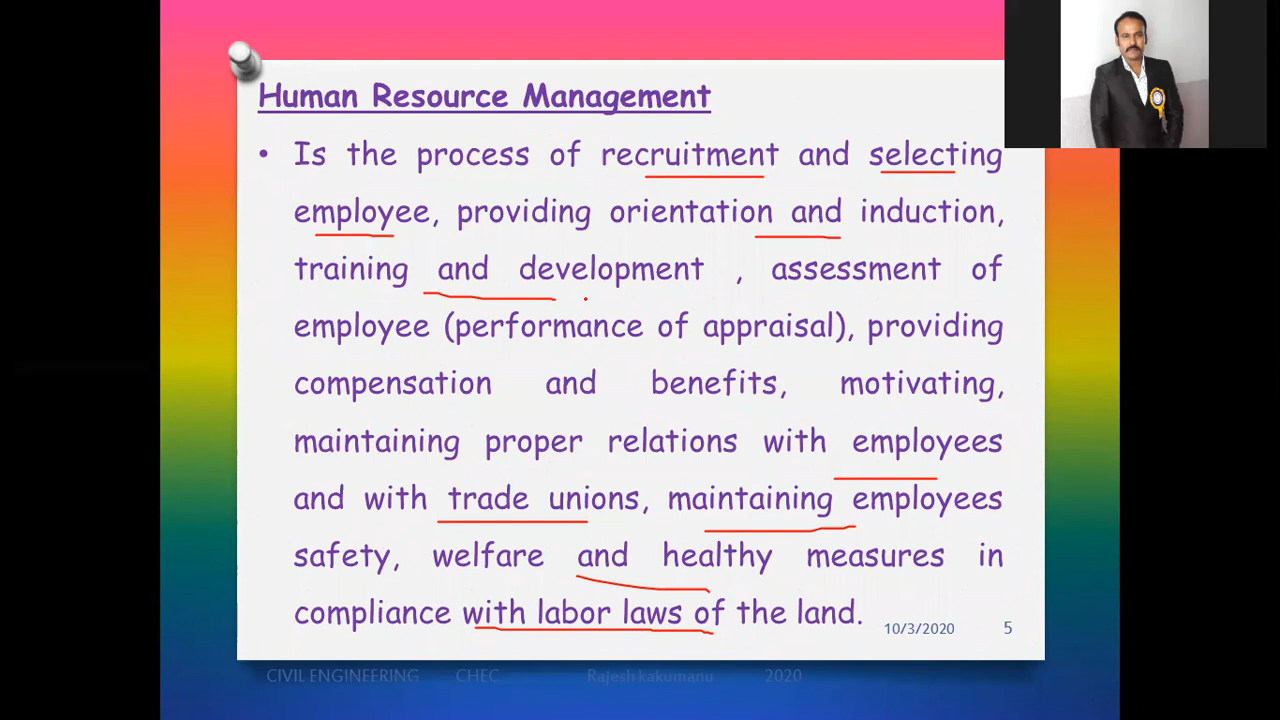 Human Resource Management
• Is the process of recruitment and selecting
employee, providing orientation and induction,
training and development , assessment of
employee (performance of appraisal), providing
compensation and benefits, motivating,
maintaining proper relations with employees
and with trade unions, maintaining employees
safety, welfare and healthy measures in
compliance with labor laws of the land.
10/3/2020 5
CIVIL ENGINEERING CHEC Rajesh kakumanu 2020